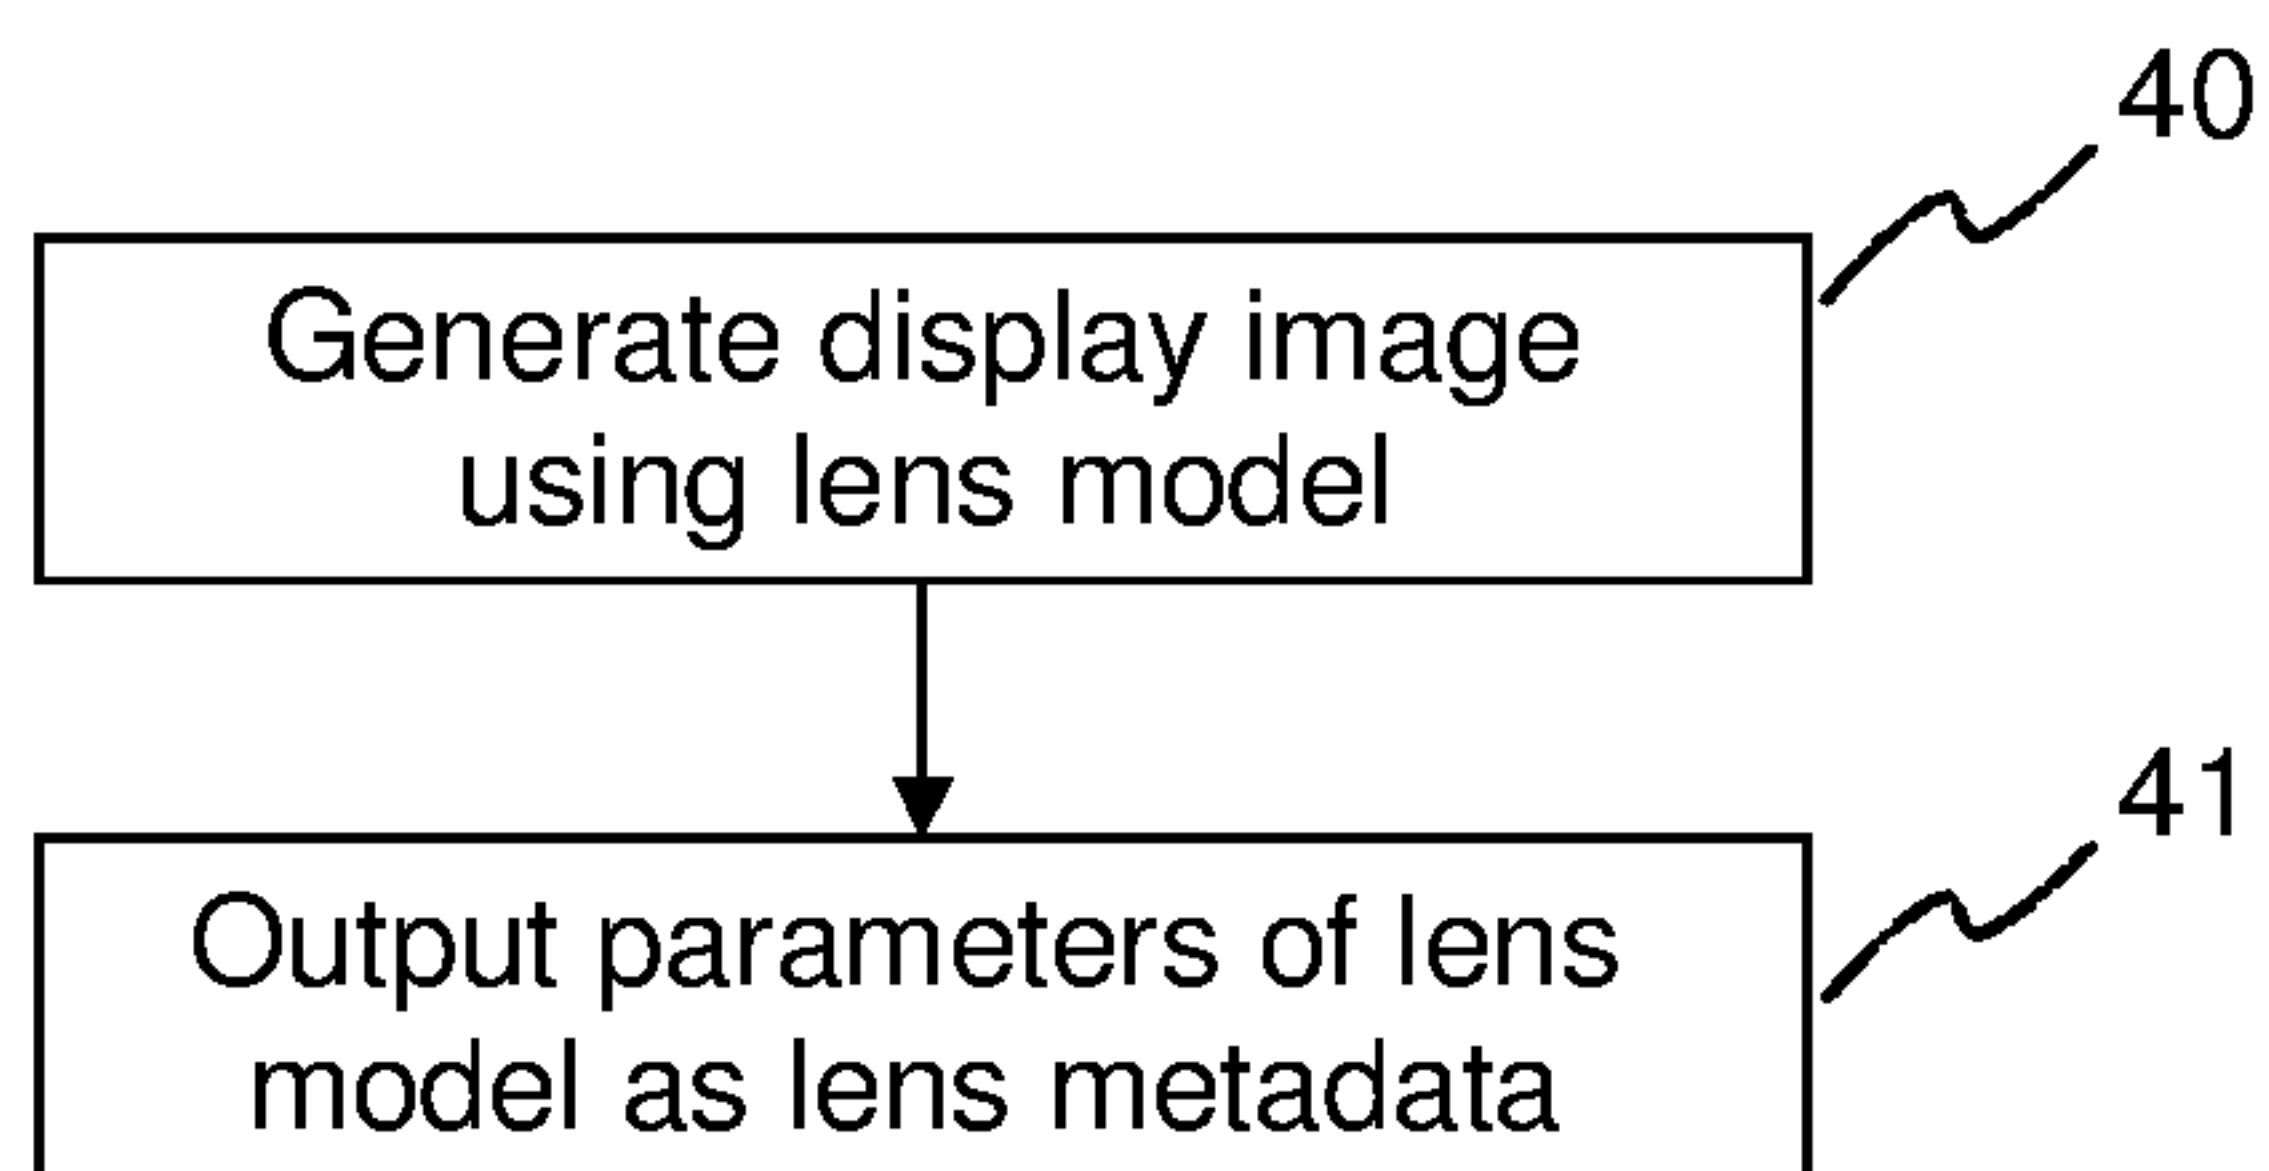 40
Generate display image
using lens model
41
Output parameters of lens
model as lens metadata